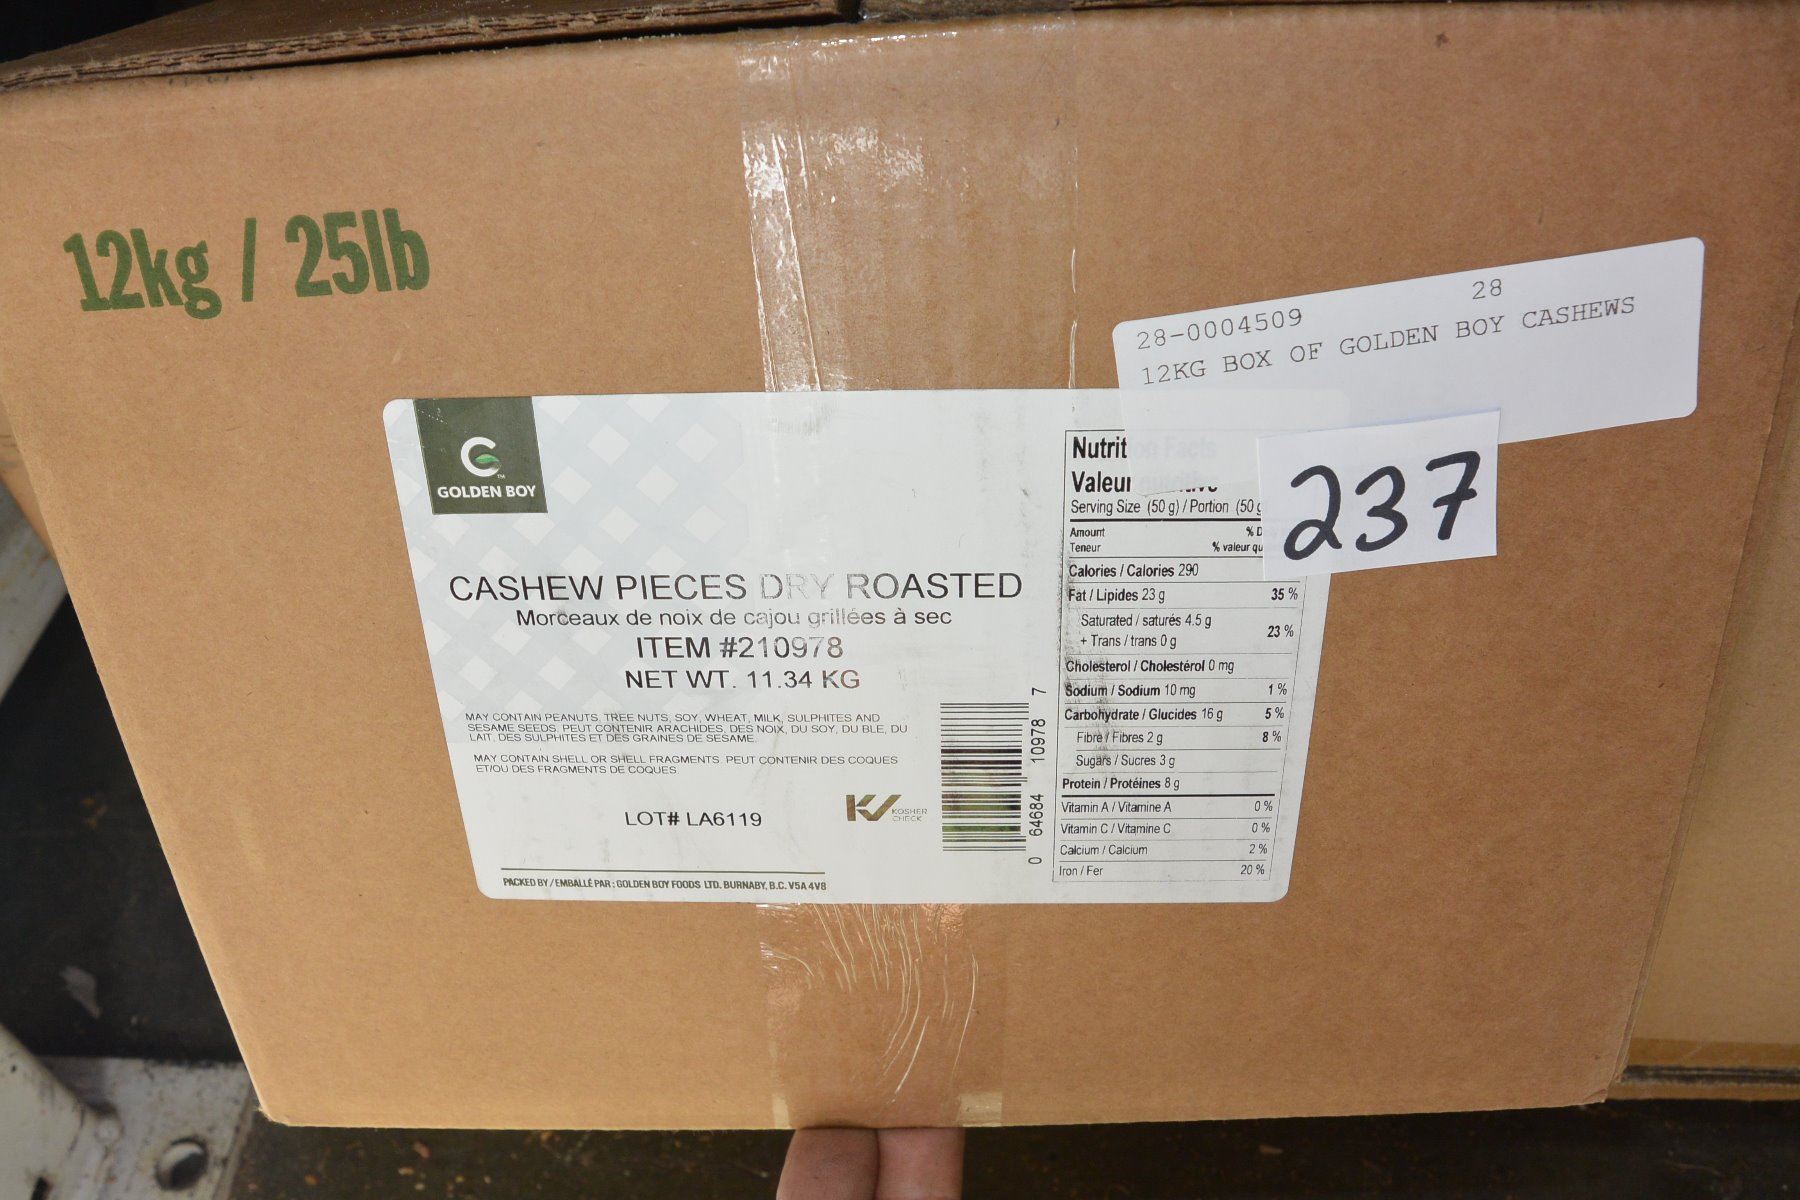 12kg / 25lb
28-0004509 28
12KG BOX OF GOLDEN BOY CASHEWS
237
G
TM
GOLDEN BOY
CASHEW PIECES DRY ROASTED
Morceaux de noix de cajou grillées à sec
ITEM #210978
NET WT. 11.34 KG
MAY CONTAIN PEANUTS, TREE NUTS, SOY, WHEAT, MILK, SULPHITES AND
SESAME SEEDS. PEUT CONTENIR ARACHIDES, DES NOIX, DU SOY, DU BLE, DU
LAIT, DES SULPHITES ET DES GRAINES DE SESAME.
MAY CONTAIN SHELL OR SHELL FRAGMENTS. PEUT CONTENIR DES COQUES
ET/OU DES FRAGMENTS DE COQUES
LOT# LA6119
KOSHER
CHECK
PACKED BY / EMBALLÉ PAR : GOLDEN BOY FOODS LTD. BURNABY, B.C. V5A 4V8
0 64684 10978 7
Nutrition Facts
Valeur
Serving Size (50 g) / Portion (50 g
Amount % D
Teneur % valeur qu
Calories / Calories 290
Fat / Lipides 23 g 35 %
Saturated / saturés 4.5 g
+ Trans / trans 0 g 23 %
Cholesterol / Cholestérol 0 mg
Sodium / Sodium 10 mg 1 %
Carbohydrate / Glucides 16 g 5 %
Fibre / Fibres 2 g 8 %
Sugars / Sucres 3 g
Protein / Protéines 8 g
Vitamin A / Vitamine A 0 %
Vitamin C / Vitamine C 0 %
Calcium / Calcium 2 %
Iron / Fer 20 %